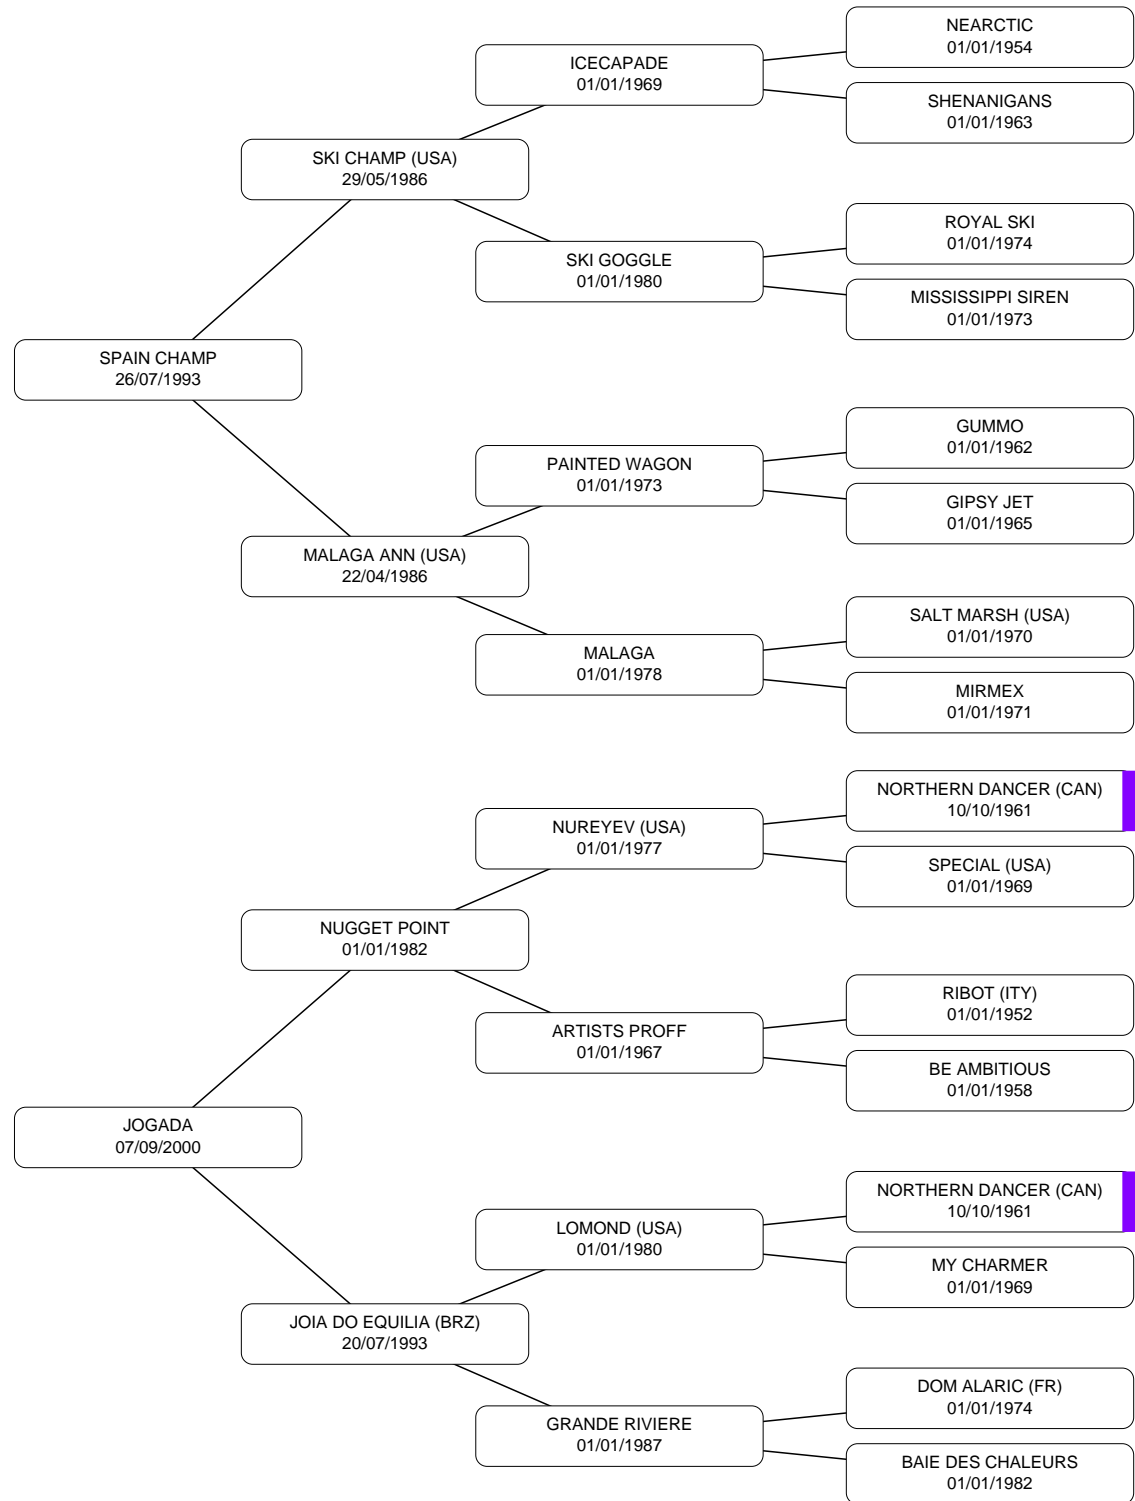 NEARCTIC
01/01/1954
ICECAPADE
01/01/1969
SHENANIGANS
01/01/1963
SKI CHAMP (USA)
29/05/1986
ROYAL SKI
01/01/1974
SKI GOGGLE
01/01/1980
MISSISSIPPI SIREN
01/01/1973
SPAIN CHAMP
26/07/1993
GUMMO
01/01/1962
PAINTED WAGON
01/01/1973
GIPSY JET
01/01/1965
MALAGA ANN (USA)
22/04/1986
SALT MARSH (USA)
01/01/1970
MALAGA
01/01/1978
MIRMEX
01/01/1971
NORTHERN DANCER (CAN)
10/10/1961
NUREYEV (USA)
01/01/1977
SPECIAL (USA)
01/01/1969
NUGGET POINT
01/01/1982
RIBOT (ITY)
01/01/1952
ARTISTS PROFF
01/01/1967
BE AMBITIOUS
01/01/1958
JOGADA
07/09/2000
NORTHERN DANCER (CAN)
10/10/1961
LOMOND (USA)
01/01/1980
MY CHARMER
01/01/1969
JOIA DO EQUILIA (BRZ)
20/07/1993
DOM ALARIC (FR)
01/01/1974
GRANDE RIVIERE
01/01/1987
BAIE DES CHALEURS
01/01/1982